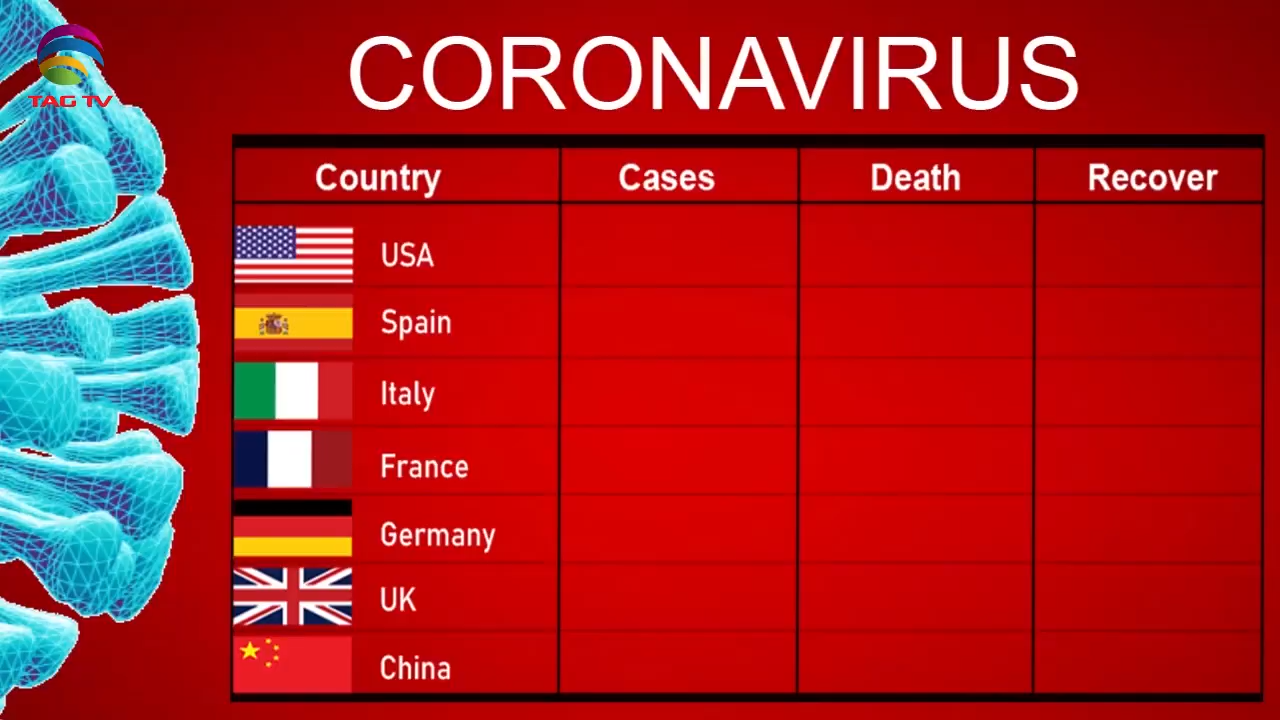 TAG TV
CORONAVIRUS
Country Cases Death Recover
USA
Spain
Italy
France
Germany
UK
China